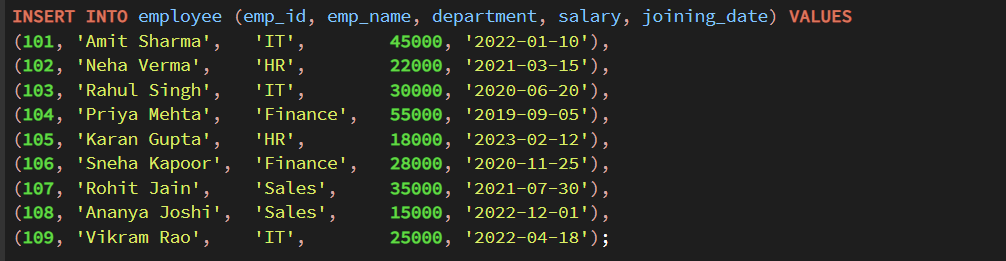 INSERT INTO employee (emp_id, emp_name, department, salary, joining_date) VALUES
(101, 'Amit Sharma',   'IT',        45000, '2022-01-10'),
(102, 'Neha Verma',    'HR',        22000, '2021-03-15'),
(103, 'Rahul Singh',   'IT',        30000, '2020-06-20'),
(104, 'Priya Mehta',   'Finance',   55000, '2019-09-05'),
(105, 'Karan Gupta',   'HR',        18000, '2023-02-12'),
(106, 'Sneha Kapoor',  'Finance',   28000, '2020-11-25'),
(107, 'Rohit Jain',    'Sales',     35000, '2021-07-30'),
(108, 'Ananya Joshi',  'Sales',     15000, '2022-12-01'),
(109, 'Vikram Rao',    'IT',        25000, '2022-04-18');